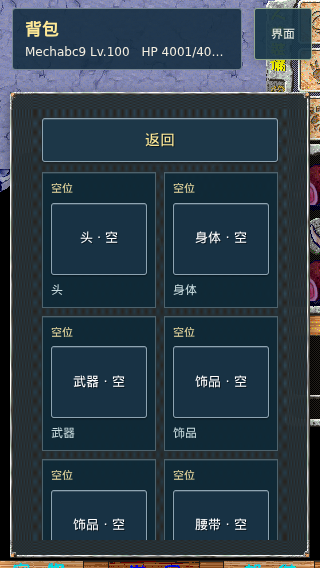 背包
Mechabc9 Lv.100 HP 4001/40...
界面
返回
空位
空位
头 · 空
身体 · 空
头
身体
空位
空位
武器 · 空
饰品 · 空
武器
饰品
空位
空位
饰品 · 空
腰带 · 空